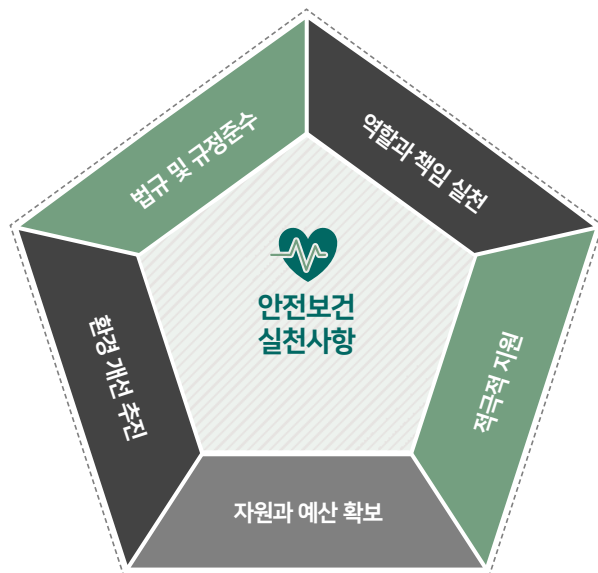 법규 및 규정준수
역할과 책임 실천
안전보건
실천사항
환경 개선 추진
적극적 지원
자원과 예산 확보